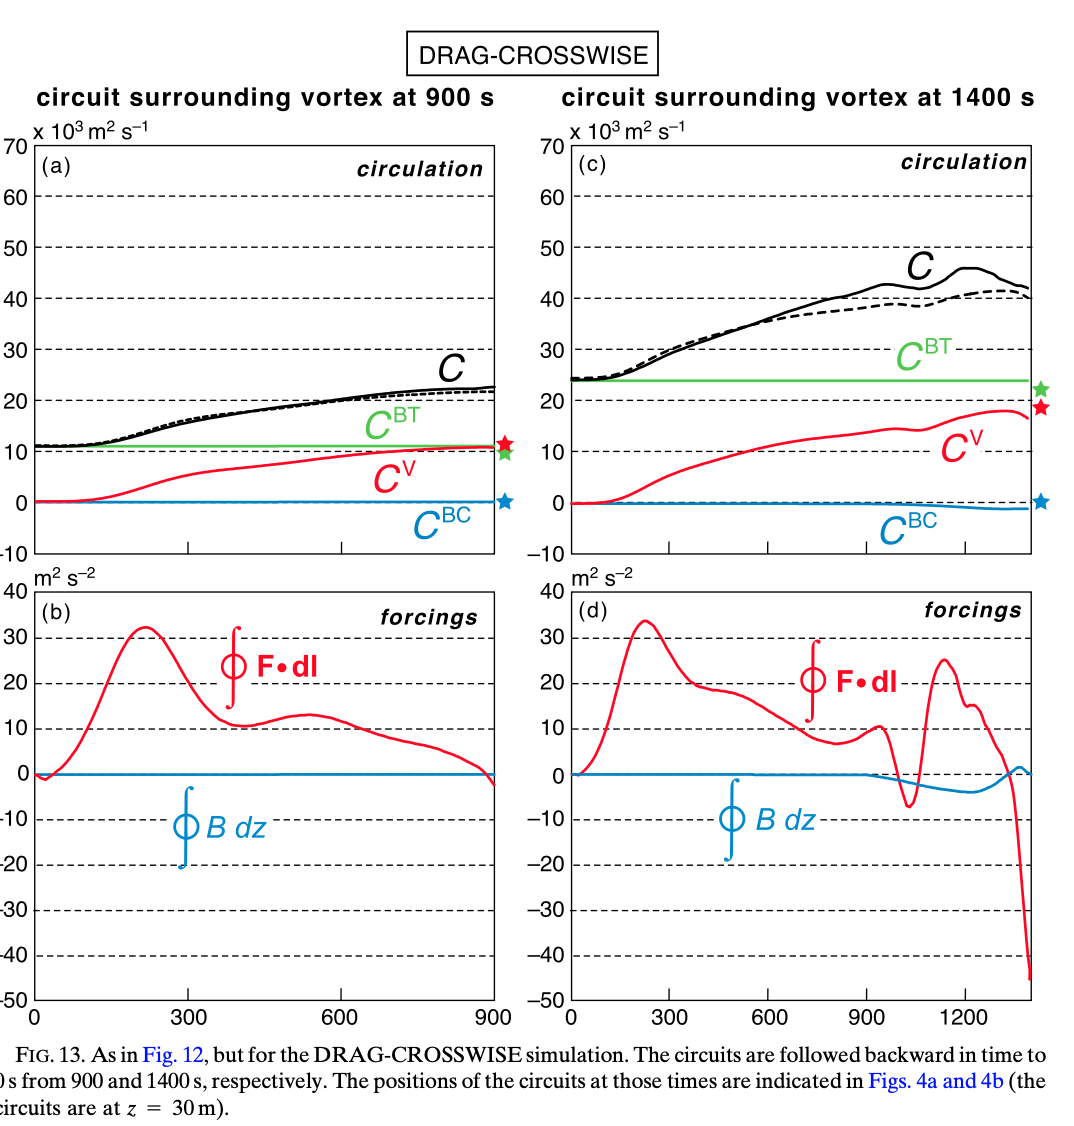 DRAG-CROSSWISE
circuit surrounding vortex at 900 s
circuit surrounding vortex at 1400 s
x 10³ m² s⁻¹
70
60
50
40
30
20
10
0
-10
(a)
circulation
C
C^BT
C^V
C^BC
x 10³ m² s⁻¹
70
60
50
40
30
20
10
0
–10
(c)
circulation
C
C^BT
C^V
C^BC
m² s⁻²
40
30
20
10
0
-10
-20
-30
-40
-50
(b)
forcings
∮ F•dl
∮ B dz
0
300
600
900
m² s⁻²
40
30
20
10
0
–10
–20
–30
–40
–50
(d)
forcings
∮ F•dl
∮ B dz
0
300
600
900
1200
FIG. 13. As in Fig. 12, but for the DRAG-CROSSWISE simulation. The circuits are followed backward in time to
0 s from 900 and 1400 s, respectively. The positions of the circuits at those times are indicated in Figs. 4a and 4b (the
circuits are at z = 30 m).